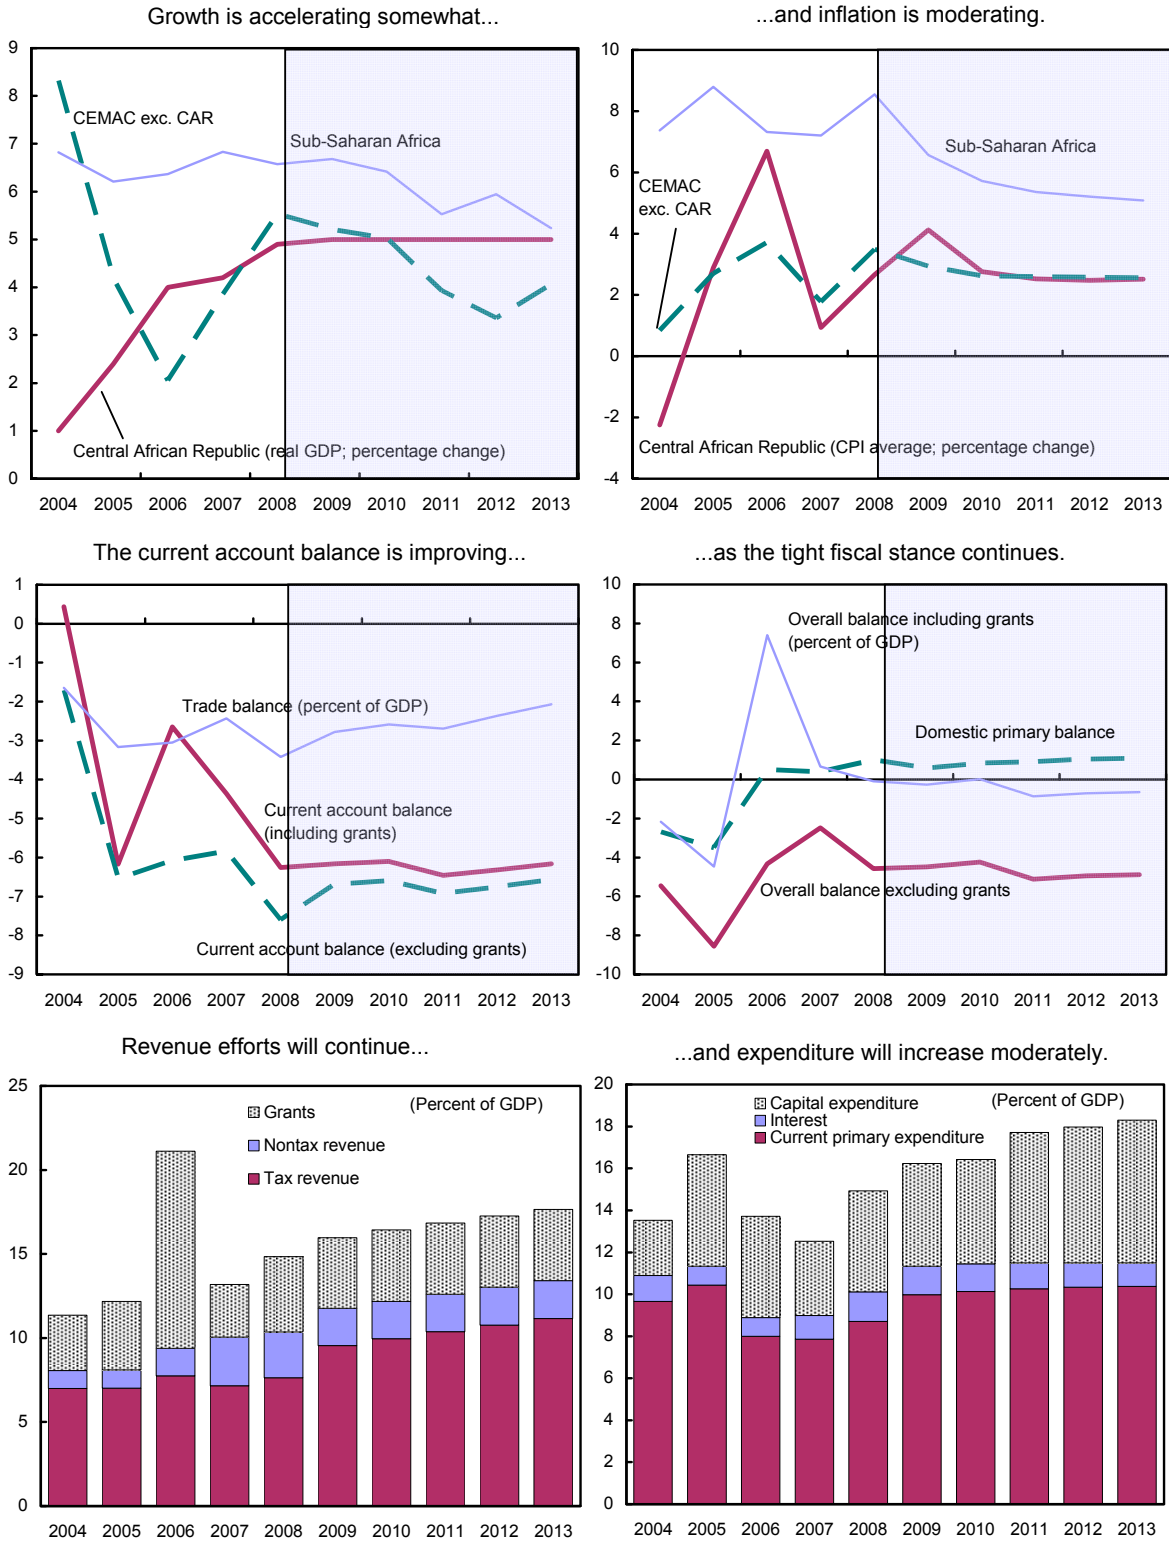 Growth is accelerating somewhat...
9
8
7
6
5
4
3
2
1
0
CEMAC exc. CAR
Sub-Saharan Africa
Central African Republic (real GDP; percentage change)
2004 2005 2006 2007 2008 2009 2010 2011 2012 2013
...and inflation is moderating.
10
8
6
4
2
0
-2
-4
Sub-Saharan Africa
CEMAC
exc. CAR
Central African Republic (CPI average; percentage change)
2004 2005 2006 2007 2008 2009 2010 2011 2012 2013
The current account balance is improving...
1
0
-1
-2
-3
-4
-5
-6
-7
-8
-9
Trade balance (percent of GDP)
Current account balance
(including grants)
Current account balance (excluding grants)
2004 2005 2006 2007 2008 2009 2010 2011 2012 2013
...as the tight fiscal stance continues.
10
8
6
4
2
0
-2
-4
-6
-8
-10
Overall balance including grants
(percent of GDP)
Domestic primary balance
Overall balance excluding grants
2004 2005 2006 2007 2008 2009 2010 2011 2012 2013
Revenue efforts will continue...
25
20
15
10
5
0
(Percent of GDP)
Grants
Nontax revenue
Tax revenue
2004 2005 2006 2007 2008 2009 2010 2011 2012 2013
...and expenditure will increase moderately.
20
18
16
14
12
10
8
6
4
2
0
(Percent of GDP)
Capital expenditure
Interest
Current primary expenditure
2004 2005 2006 2007 2008 2009 2010 2011 2012 2013